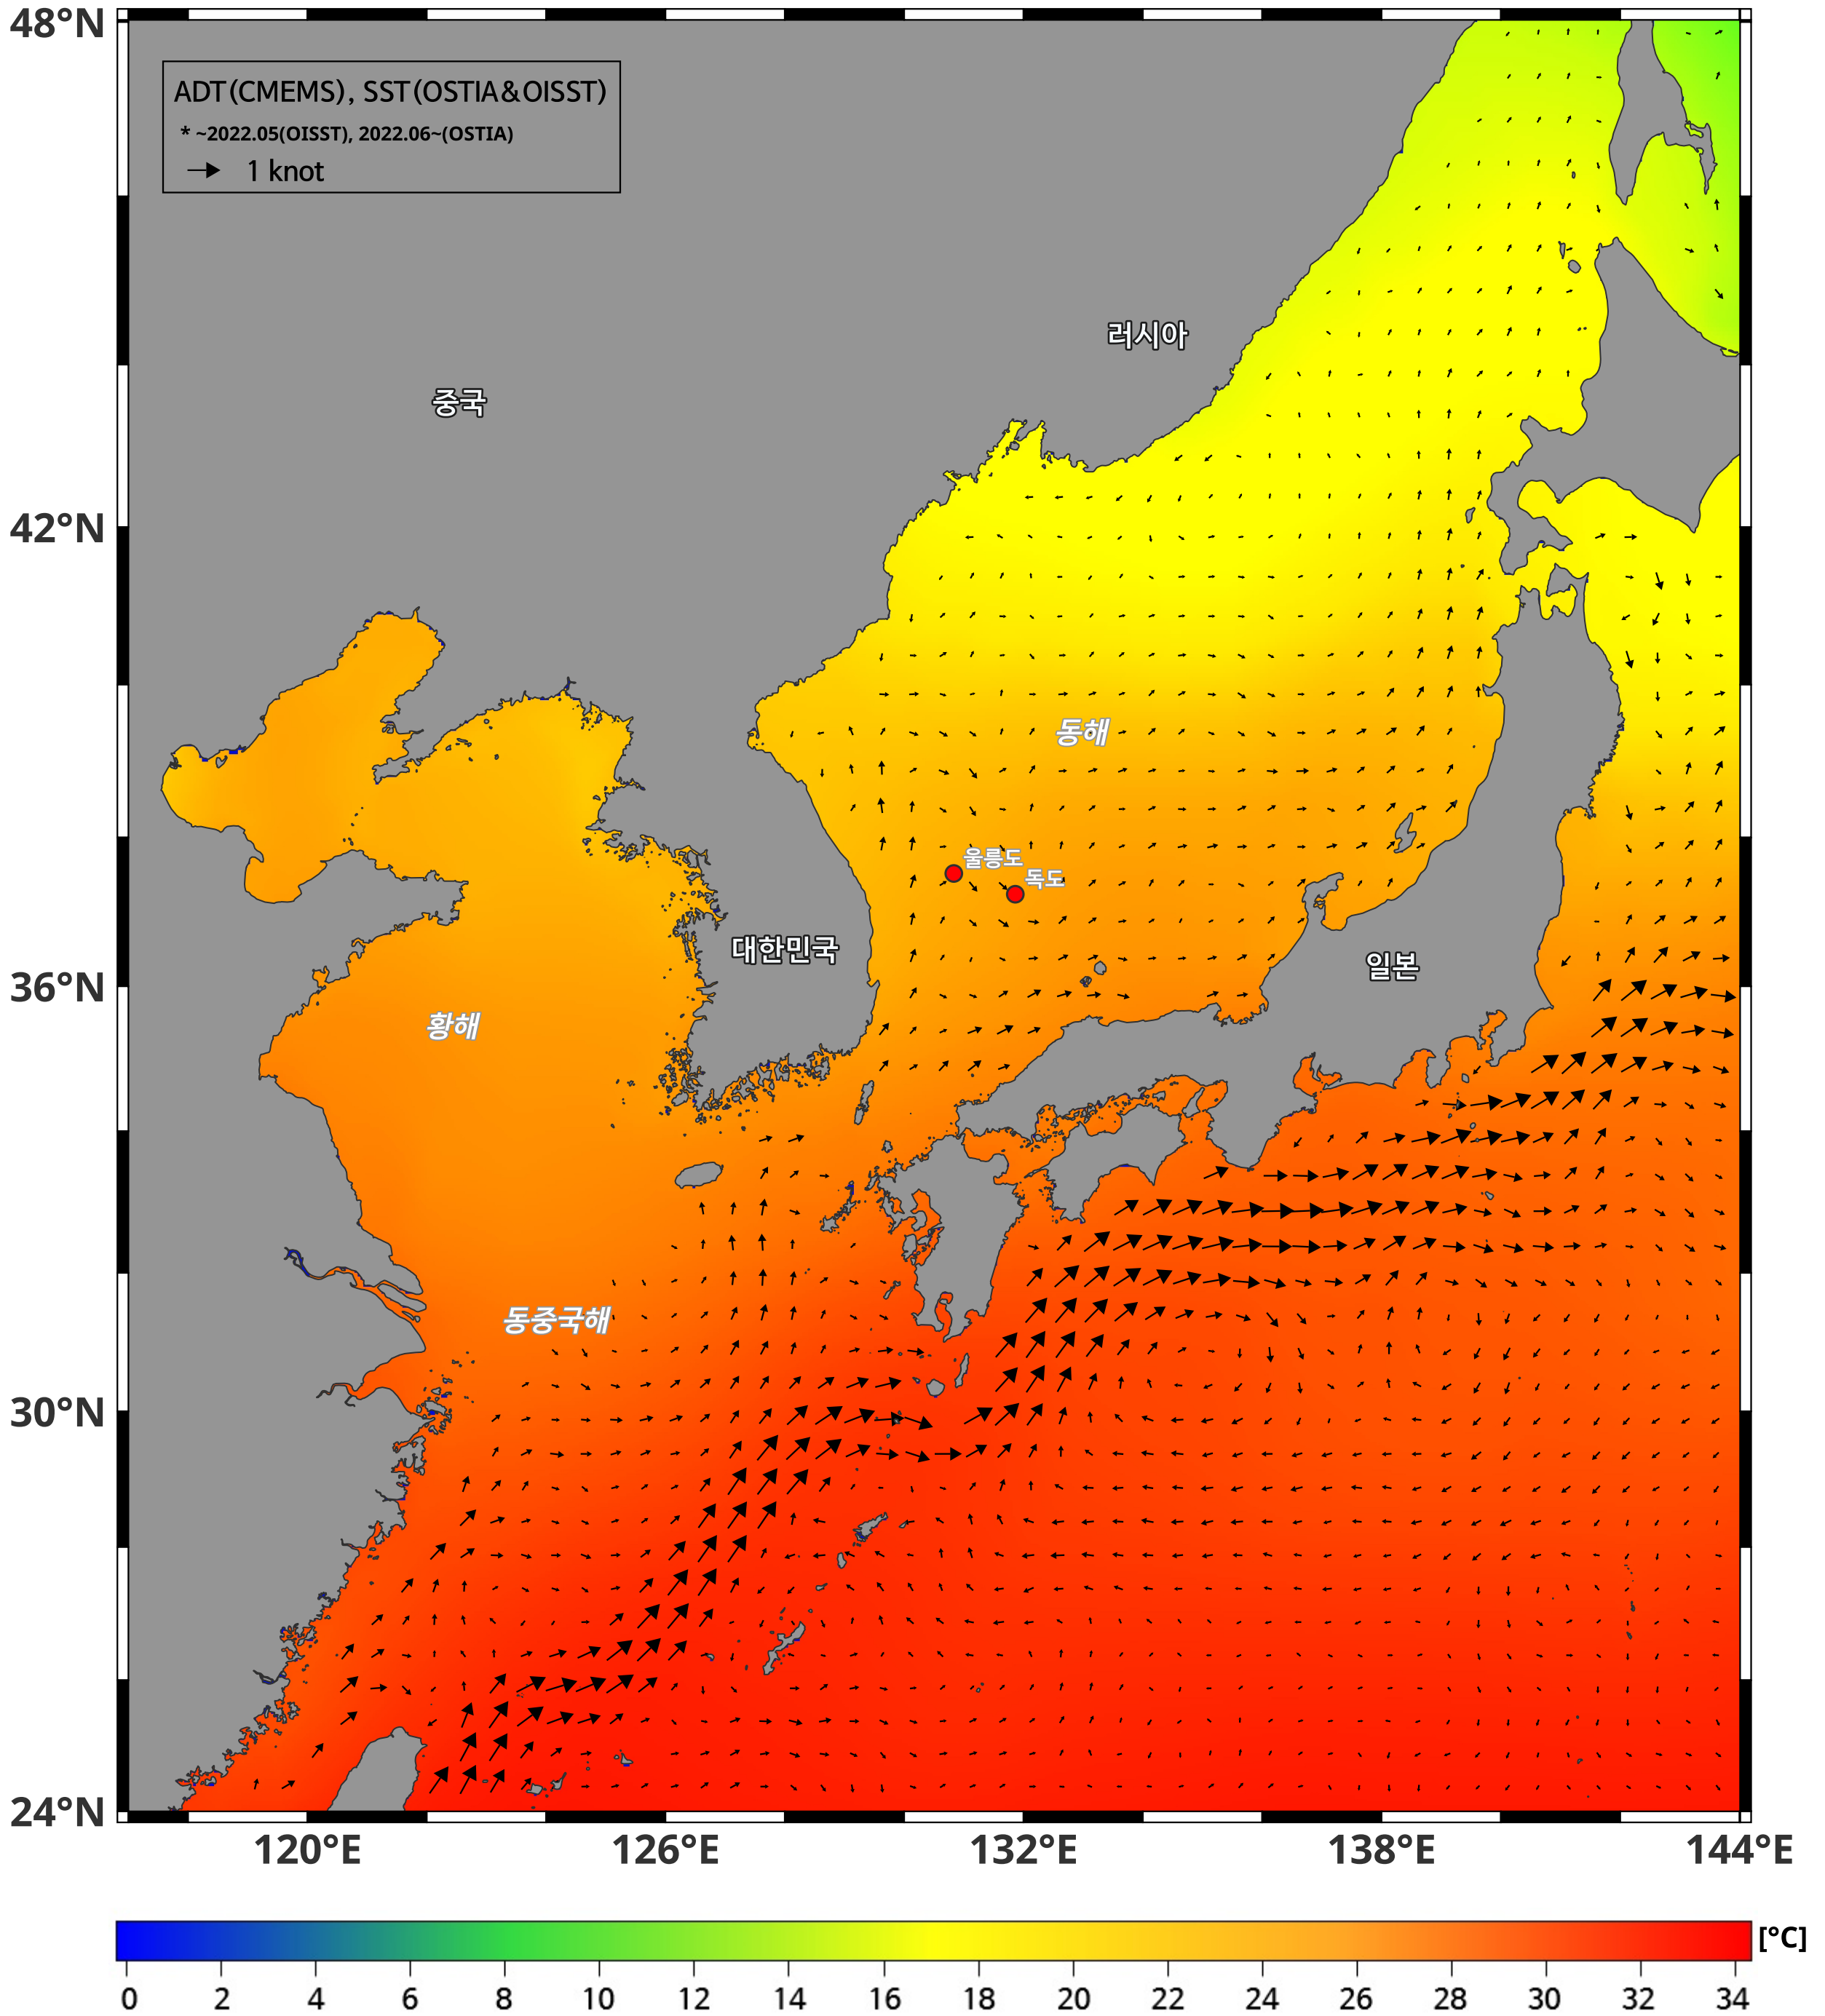 48°N
ADT(CMEMS), SST(OSTIA&OISST)
* ~2022.05(OISST), 2022.06~(OSTIA)
1 knot
러시아
중국
42°N
동해
울릉도
독도
대한민국
일본
36°N
황해
동중국해
30°N
24°N
120°E 126°E 132°E 138°E 144°E
[°C]
0 2 4 6 8 10 12 14 16 18 20 22 24 26 28 30 32 34